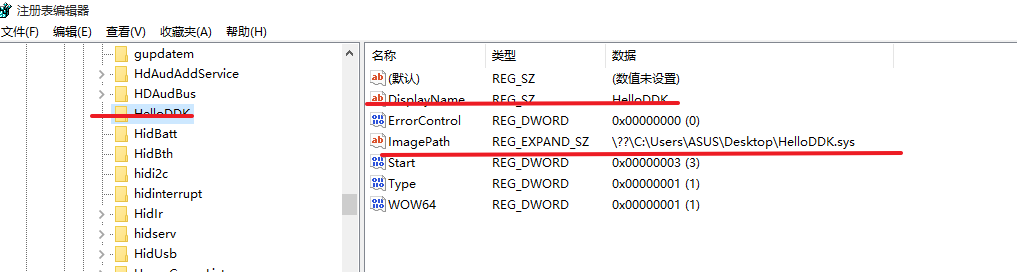 注册表编辑器
文件(F) 编辑(E) 查看(V) 收藏夹(A) 帮助(H)
gupdatem
HdAudAddService
HDAudBus
HelloDDK
HidBatt
HidBth
hidi2c
hidinterrupt
HidIr
hidserv
HidUsb
名称 类型 数据
(默认) REG_SZ (数值未设置)
DisplayName REG_SZ HelloDDK
ErrorControl REG_DWORD 0x00000000 (0)
ImagePath REG_EXPAND_SZ \??\C:\Users\ASUS\Desktop\HelloDDK.sys
Start REG_DWORD 0x00000003 (3)
Type REG_DWORD 0x00000001 (1)
WOW64 REG_DWORD 0x00000001 (1)